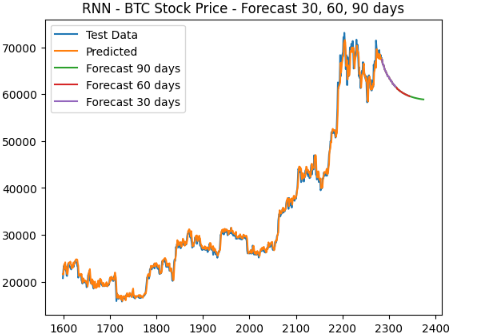 RNN - BTC Stock Price - Forecast 30, 60, 90 days
Test Data
Predicted
Forecast 90 days
Forecast 60 days
Forecast 30 days
70000
60000
50000
40000
30000
20000
1600 1700 1800 1900 2000 2100 2200 2300 2400